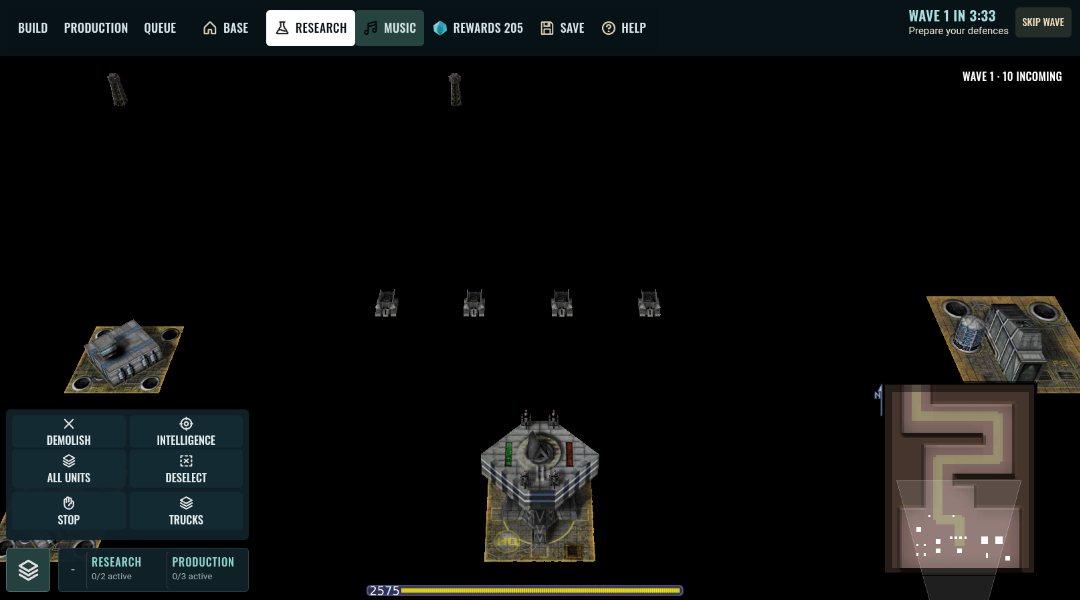 BUILD PRODUCTION QUEUE BASE RESEARCH MUSIC REWARDS 205 SAVE HELP
WAVE 1 IN 3:33
Prepare your defences
SKIP WAVE
WAVE 1 · 10 INCOMING
DEMOLISH INTELLIGENCE
ALL UNITS DESELECT
STOP TRUCKS
N
HQ
- RESEARCH PRODUCTION
0/2 active 0/3 active
2575